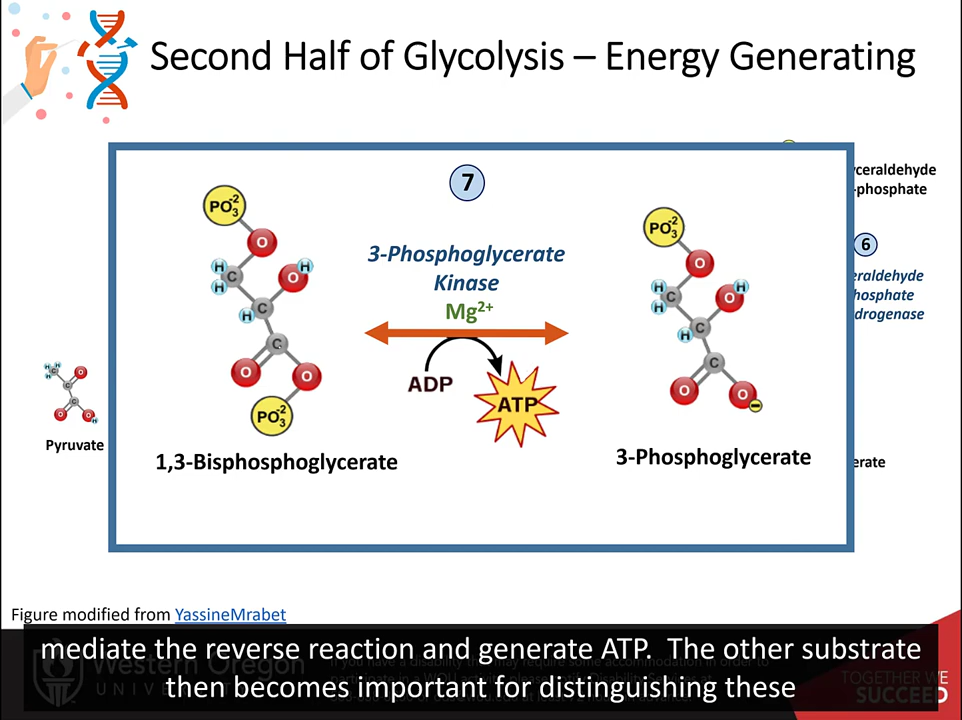 Second Half of Glycolysis – Energy Generating
7
3-Phosphoglycerate
Kinase
Mg2+
ADP
ATP
PO3-2
O
H
H
C
O
H
H
C
C
O
O
PO3-2
1,3-Bisphosphoglycerate
PO3-2
O
H
H
C
O
H
H
C
C
O
O
3-Phosphoglycerate
yceraldehyde
-phosphate
6
eraldehyde
hosphate
drogenase
erate
H
H
H
C
O
C
C
O
O
H
Pyruvate
Figure modified from YassineMrabet
mediate the reverse reaction and generate ATP. The other substrate
then becomes important for distinguishing these
Western Oregon
UNIVERSITY
TOGETHER WE
SUCCEED